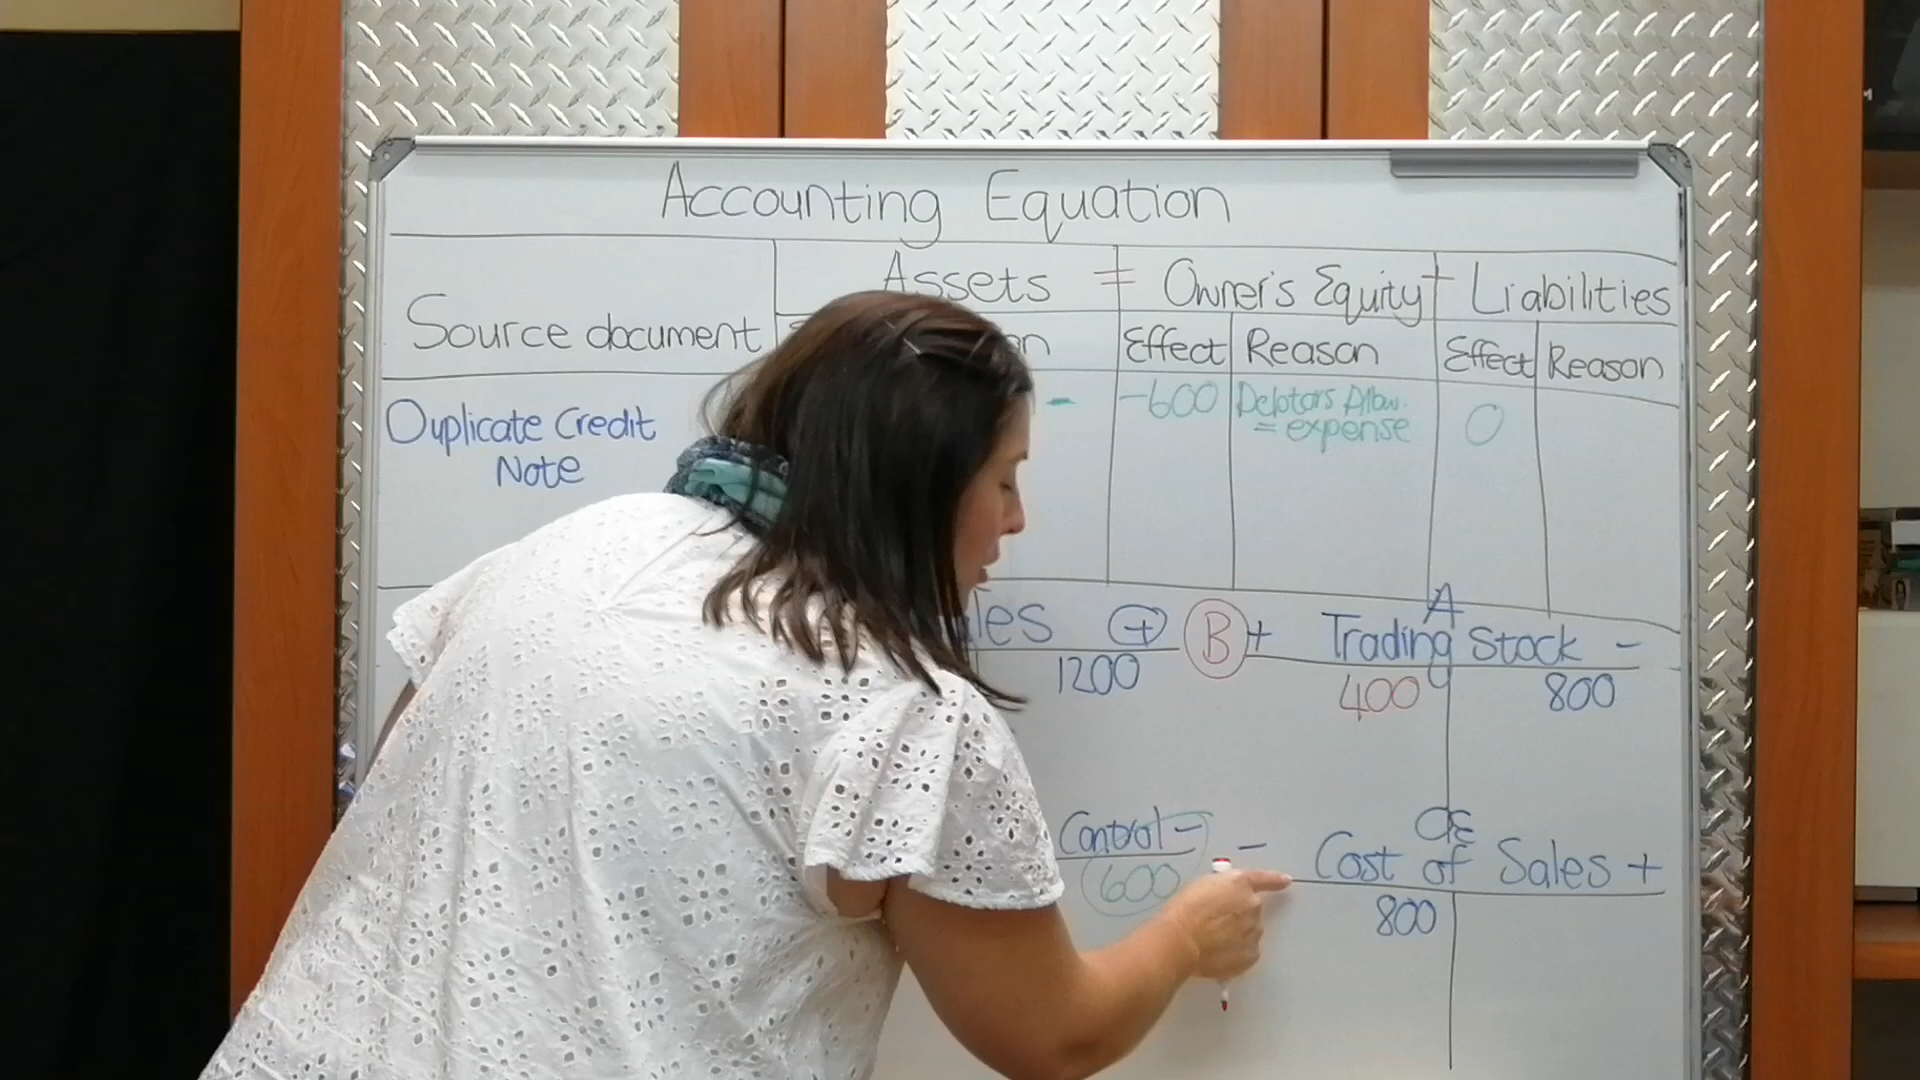 Accounting Equation
Assets = Owner's Equity + Liabilities
Source document
Effect Reason Effect Reason
Duplicate Credit
Note
- -600 Debtors Allow.
= expense 0
+ B + Trading Stock -
A
1200 400 800
Control - - Cost of Sales +
OE
600 800